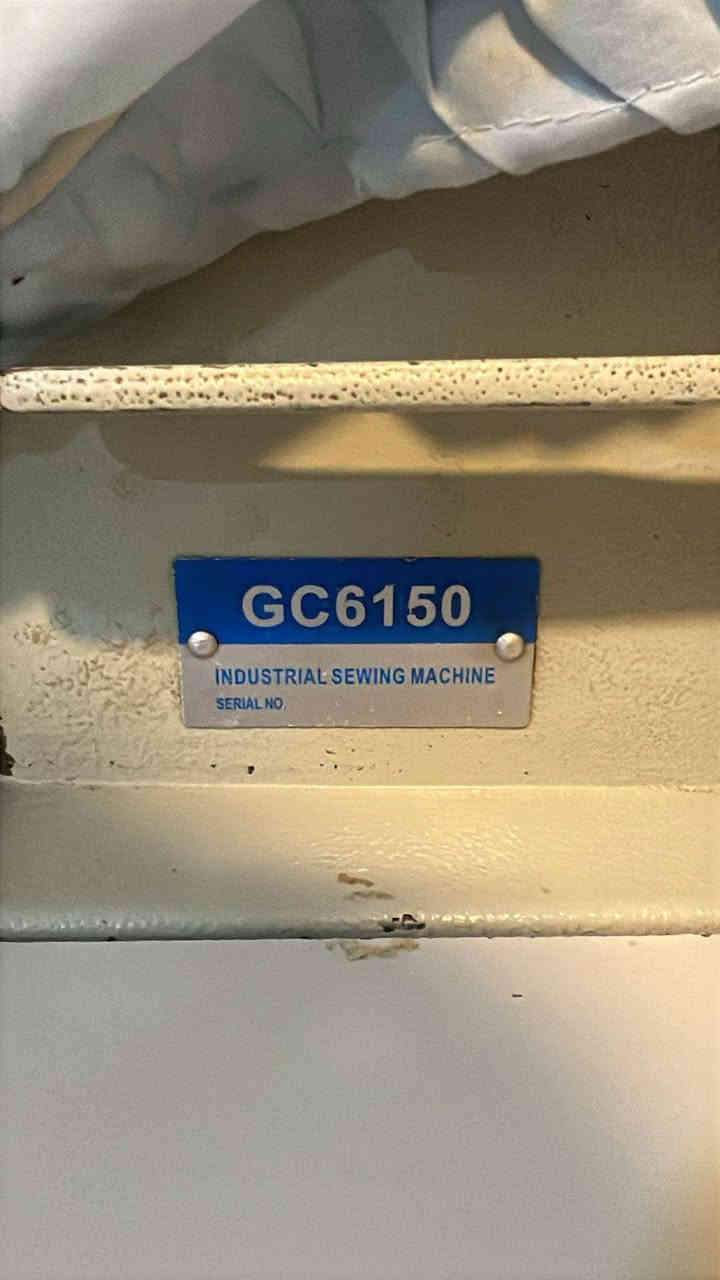 GC6150
INDUSTRIAL SEWING MACHINE
SERIAL NO